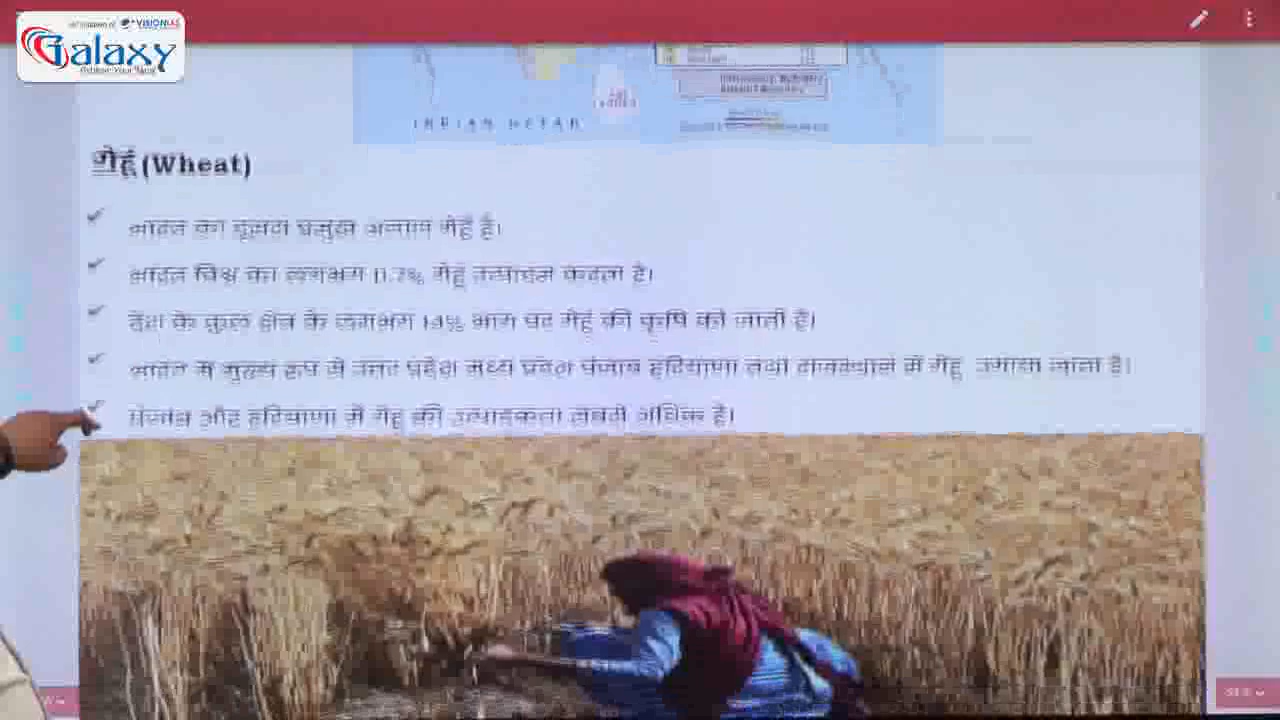 VISIONIAS
Galaxy
INDIAN OCEAN
गेहूं (Wheat)
भारत का दूसरा प्रमुख अनाज गेहूँ है।
भारत विश्व का लगभग 11.7% गेहूं उत्पादन करता है।
देश के कुल क्षेत्र के लगभग 14% भाग पर गेहूं की कृषि की जाती है।
भारत में मुख्य रूप से उत्तर प्रदेश मध्य प्रदेश पंजाब हरियाणा तथा राजस्थान में गेहूं उगाया जाता है।
पंजाब और हरियाणा में गेहूं की उत्पादकता सबसे अधिक है।